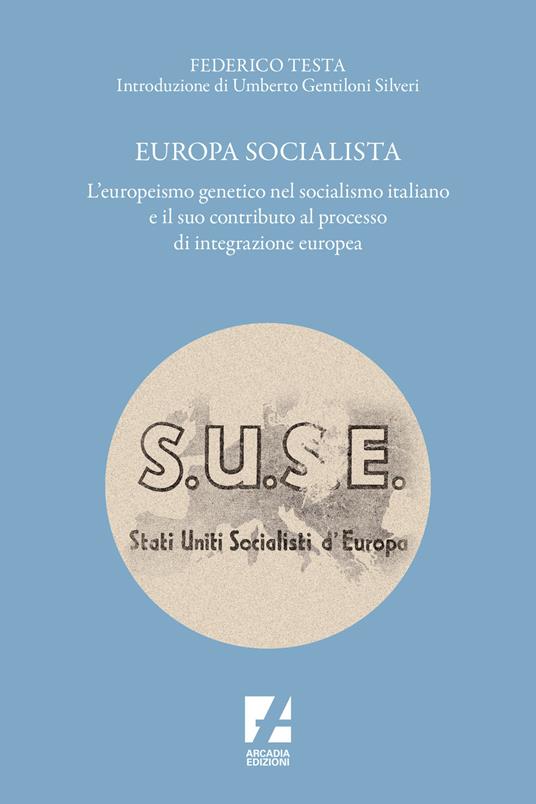 FEDERICO TESTA
Introduzione di Umberto Gentiloni Silveri
EUROPA SOCIALISTA
L'europeismo genetico nel socialismo italiano
e il suo contributo al processo
di integrazione europea
S.U.S.E.
Stati Uniti Socialisti d'Europa
ARCADIA
EDIZIONI